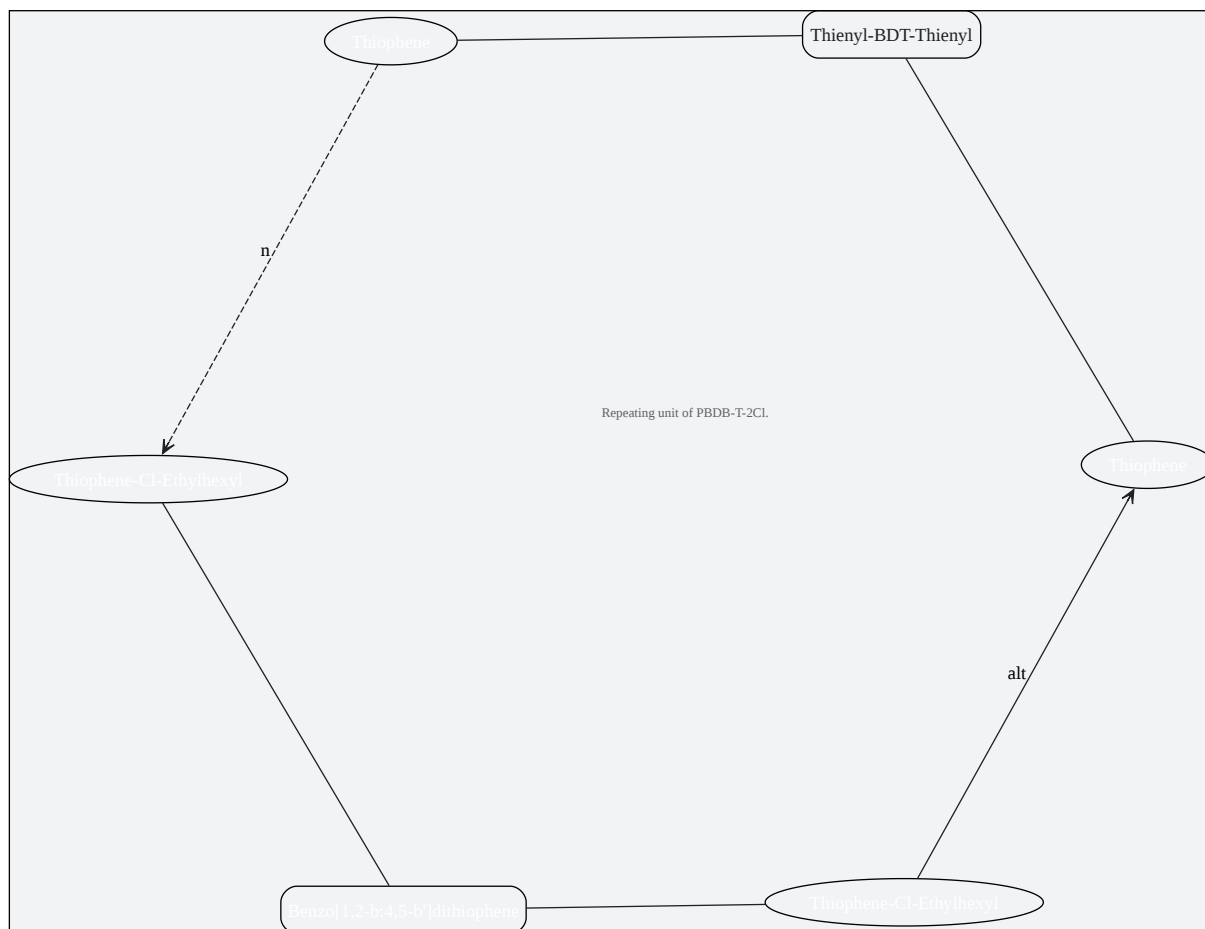 Thiophene
Thienyl-BDT-Thienyl
n
Repeating unit of PBDB-T-2Cl.
Thiophene
Thiophene-Cl-Ethylhexyl
alt
Thiophene-Cl-Ethylhexyl
Benzo[1,2-b:4,5-b']dithiophene